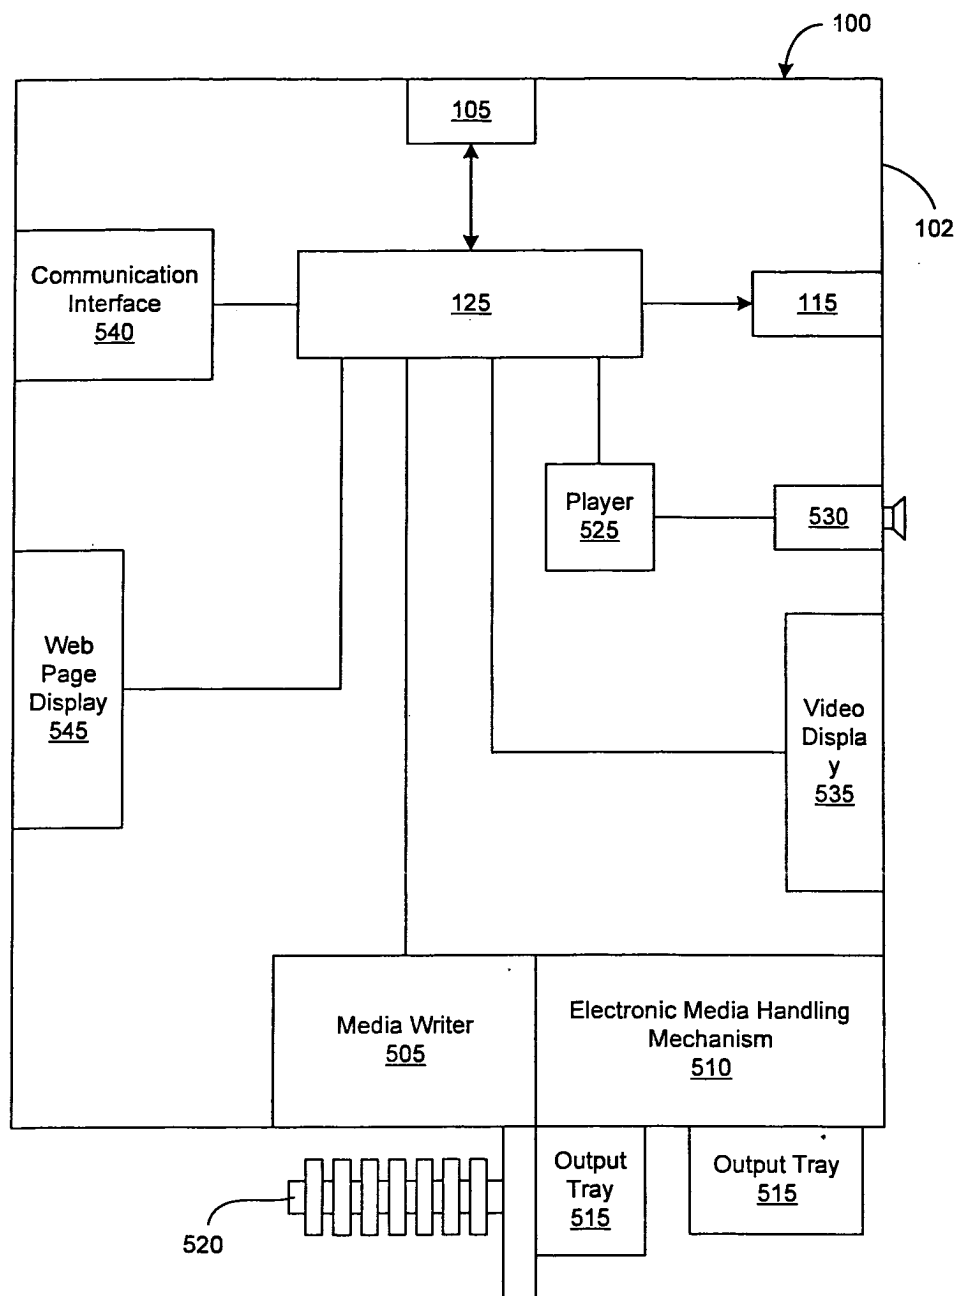 100
105
102
Communication
Interface
540
125
115
Player
525
530
Web
Page
Display
545
Video
Displa
y
535
Media Writer
505
Electronic Media Handling
Mechanism
510
Output
Tray
515
Output Tray
515
520